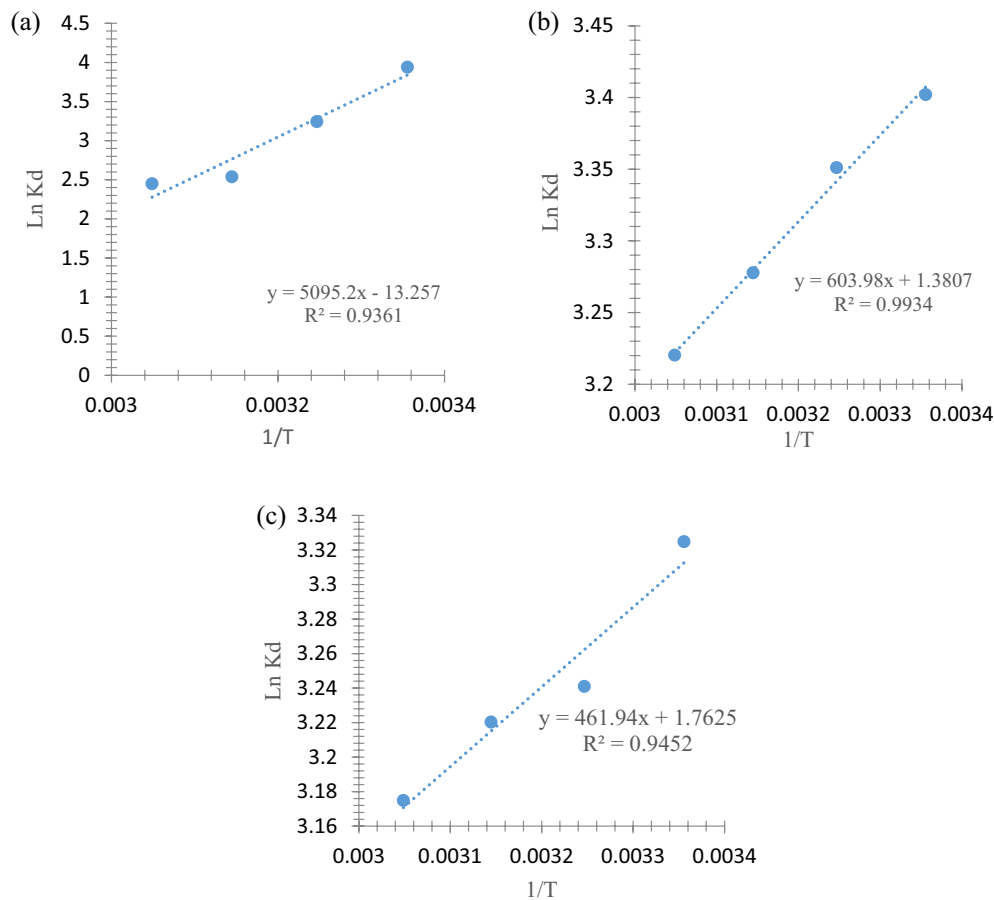 (a)
4.5
4
3.5
3
2.5
2
1.5
1
0.5
0
Ln Kd
y = 5095.2x - 13.257
R² = 0.9361
0.003 0.0032 0.0034
1/T
(b)
3.45
3.4
3.35
3.3
3.25
3.2
Ln Kd
y = 603.98x + 1.3807
R² = 0.9934
0.003 0.0031 0.0032 0.0033 0.0034
1/T
(c)
3.34
3.32
3.3
3.28
3.26
3.24
3.22
3.2
3.18
3.16
Ln Kd
y = 461.94x + 1.7625
R² = 0.9452
0.003 0.0031 0.0032 0.0033 0.0034
1/T